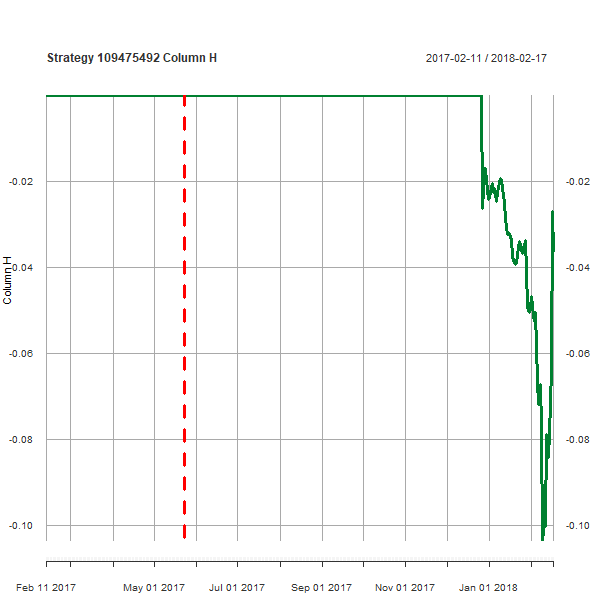 Strategy 109475492 Column H
2017-02-11 / 2018-02-17
Column H
-0.02
-0.04
-0.06
-0.08
-0.10
-0.02
-0.04
-0.06
-0.08
-0.10
Feb 11 2017
May 01 2017
Jul 01 2017
Sep 01 2017
Nov 01 2017
Jan 01 2018